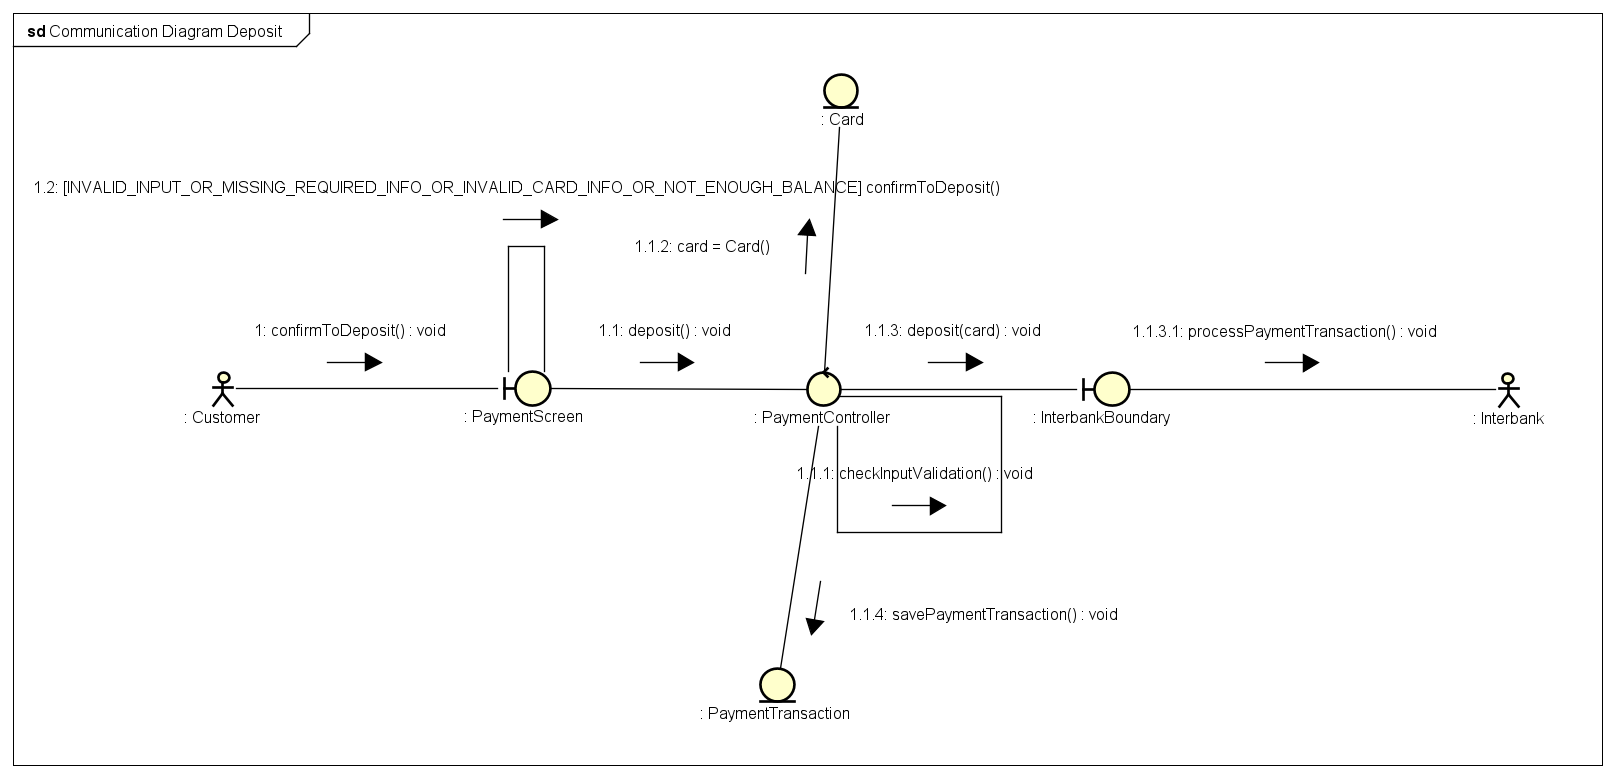 sd Communication Diagram Deposit
: Card
1.2: [INVALID_INPUT_OR_MISSING_REQUIRED_INFO_OR_INVALID_CARD_INFO_OR_NOT_ENOUGH_BALANCE] confirmToDeposit()
1.1.2: card = Card()
1: confirmToDeposit() : void
1.1: deposit() : void
1.1.3: deposit(card) : void
1.1.3.1: processPaymentTransaction() : void
: Customer
: PaymentScreen
: PaymentController
: InterbankBoundary
: Interbank
1.1.1: checkInputValidation() : void
1.1.4: savePaymentTransaction() : void
: PaymentTransaction